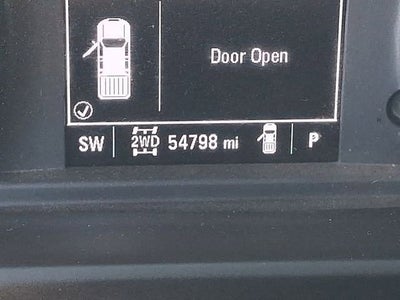 Door Open
SW 2WD 54798 mi P